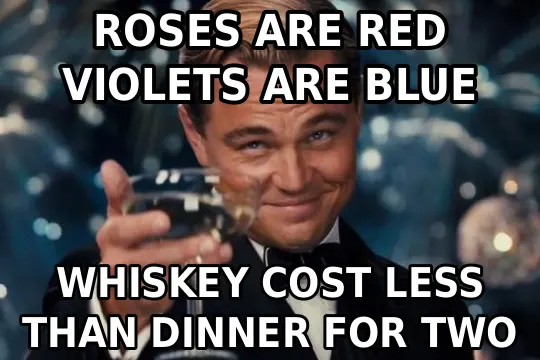 ROSES ARE RED
VIOLETS ARE BLUE
WHISKEY COST LESS
THAN DINNER FOR TWO